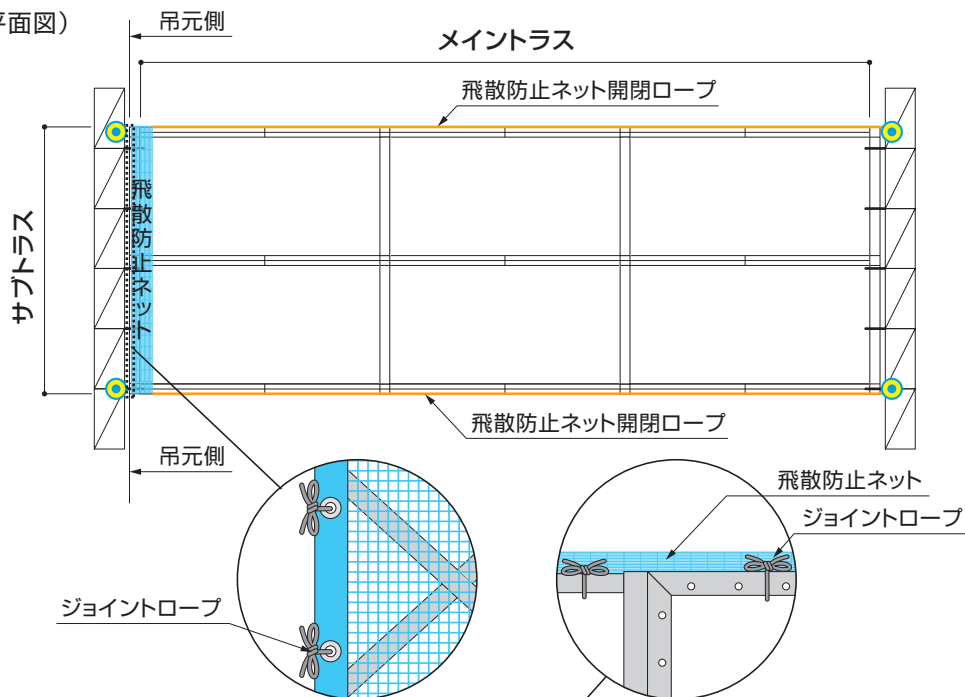 平面図）
吊元側
メイントラス
飛散防止ネット開閉ロープ
サブトラス
飛散防止ネット
飛散防止ネット開閉ロープ
吊元側
飛散防止ネット
ジョイントロープ
ジョイントロープ